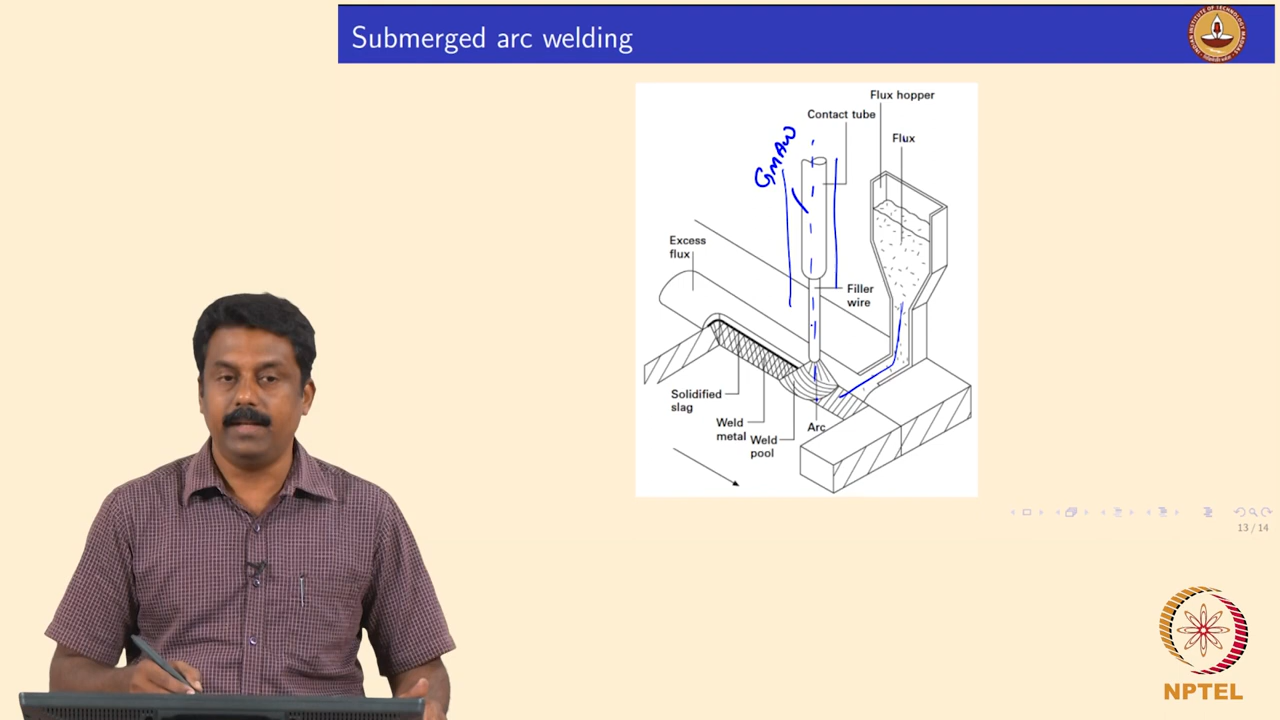 Submerged arc welding
Flux hopper
Contact tube
Flux
GMAW
Excess
flux
Filler
wire
Solidified
slag
Weld
metal
Weld
pool
Arc
13 / 14
NPTEL